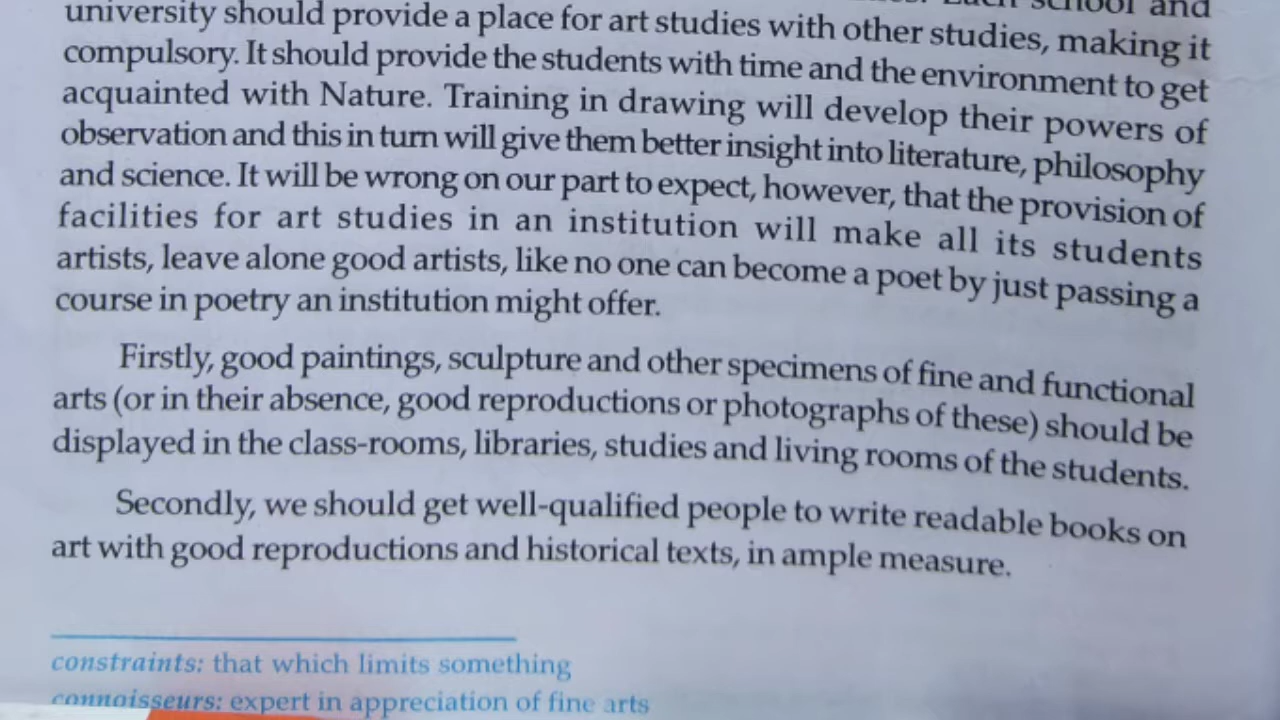 school and
university should provide a place for art studies with other studies, making it
compulsory. It should provide the students with time and the environment to get
acquainted with Nature. Training in drawing will develop their powers of
observation and this in turn will give them better insight into literature, philosophy
and science. It will be wrong on our part to expect, however, that the provision of
facilities for art studies in an institution will make all its students
artists, leave alone good artists, like no one can become a poet by just passing a
course in poetry an institution might offer.
Firstly, good paintings, sculpture and other specimens of fine and functional
arts (or in their absence, good reproductions or photographs of these) should be
displayed in the class-rooms, libraries, studies and living rooms of the students.
Secondly, we should get well-qualified people to write readable books on
art with good reproductions and historical texts, in ample measure.
constraints: that which limits something
connoisseurs: expert in appreciation of fine arts